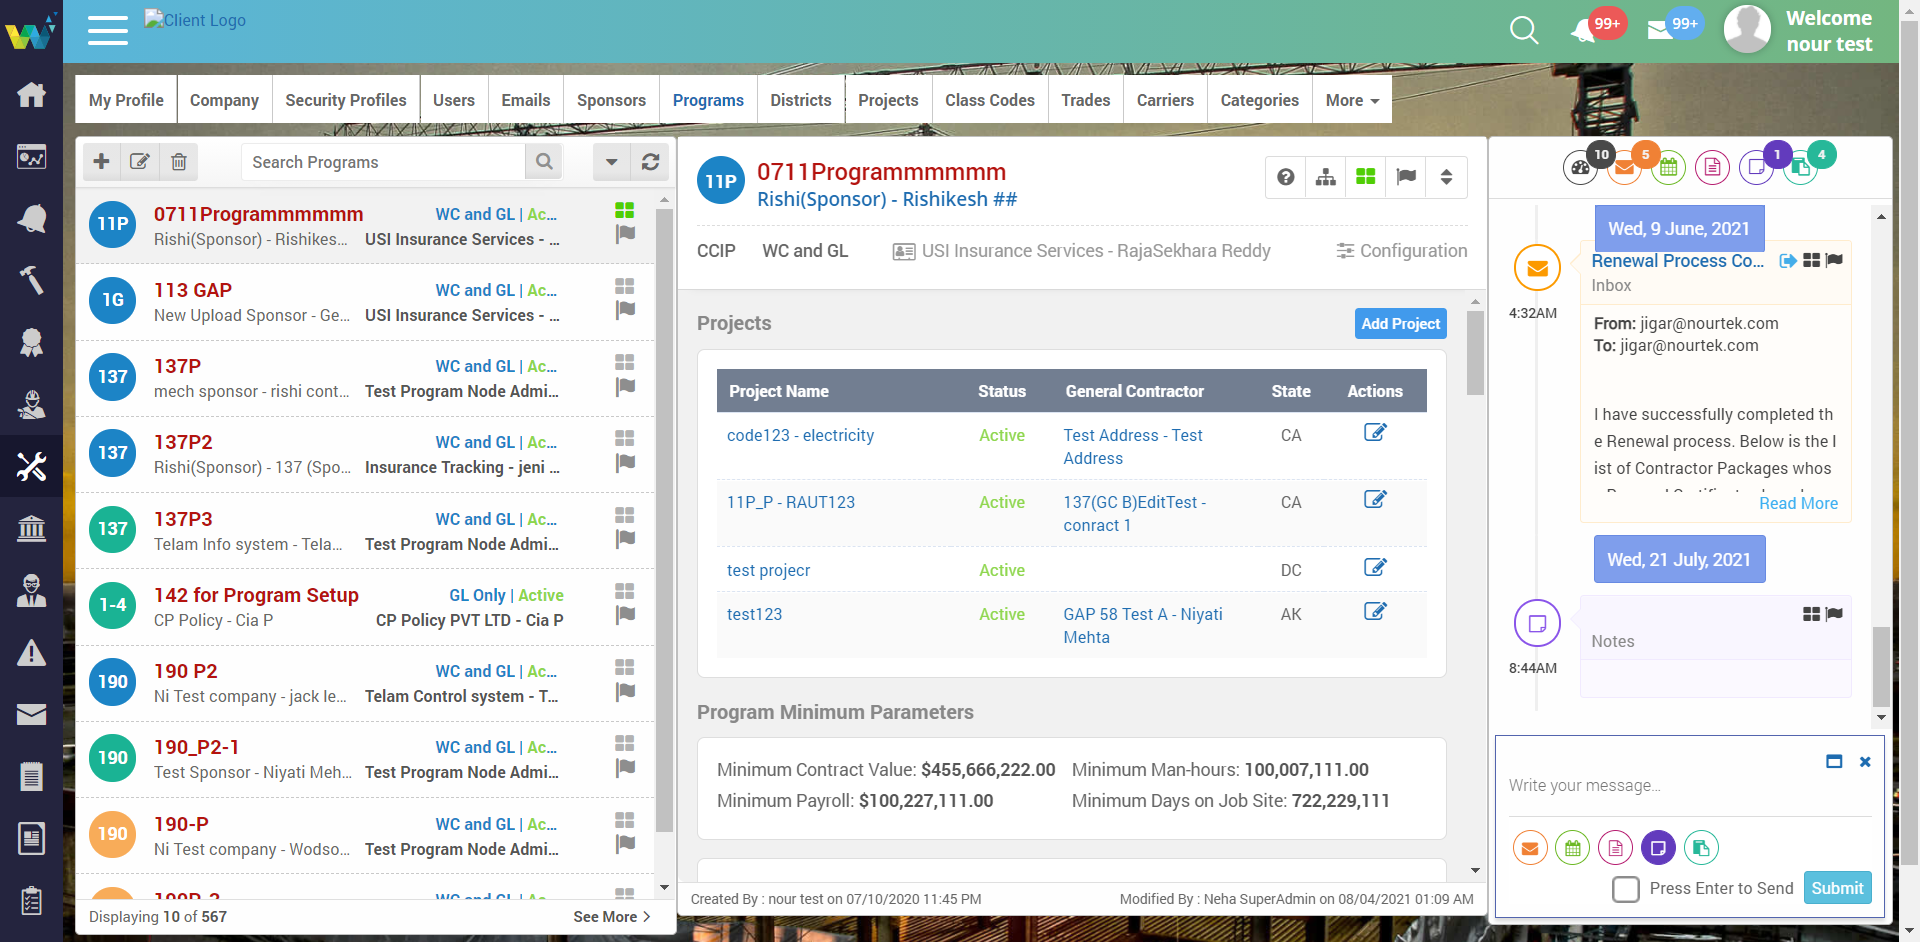 Client Logo
99+
99+
Welcome
nour test
My Profile
Company
Security Profiles
Users
Emails
Sponsors
Programs
Districts
Projects
Class Codes
Trades
Carriers
Categories
More
Search Programs
11P
0711Programmmmmm
WC and GL | Ac...
Rishi(Sponsor) - Rishikes...
USI Insurance Services - ...
1G
113 GAP
WC and GL | Ac...
New Upload Sponsor - Ge...
USI Insurance Services - ...
137
137P
WC and GL | Ac...
mech sponsor - rishi cont...
Test Program Node Admi...
137
137P2
WC and GL | Ac...
Rishi(Sponsor) - 137 (Spo...
Insurance Tracking - jeni ...
137
137P3
WC and GL | Ac...
Telam Info system - Tela...
Test Program Node Admi...
1-4
142 for Program Setup
GL Only | Active
CP Policy - Cia P
CP Policy PVT LTD - Cia P
190
190 P2
WC and GL | Ac...
Ni Test company - jack le...
Telam Control system - T...
190
190_P2-1
WC and GL | Ac...
Test Sponsor - Niyati Meh...
Test Program Node Admi...
190
190-P
WC and GL | Ac...
Ni Test company - Wodso...
Test Program Node Admi...
WC and GL | Ac...
Displaying 10 of 567
See More
11P
0711Programmmmmm
Rishi(Sponsor) - Rishikesh ##
CCIP
WC and GL
USI Insurance Services - RajaSekhara Reddy
Configuration
Projects
Add Project
Project Name
Status
General Contractor
State
Actions
code123 - electricity
Active
Test Address - Test
Address
CA
11P_P - RAUT123
Active
137(GC B)EditTest -
conract 1
CA
test projecr
Active
DC
test123
Active
GAP 58 Test A - Niyati
Mehta
AK
Program Minimum Parameters
Minimum Contract Value: $455,666,222.00
Minimum Man-hours: 100,007,111.00
Minimum Payroll: $100,227,111.00
Minimum Days on Job Site: 722,229,111
Created By : nour test on 07/10/2020 11:45 PM
Modified By : Neha SuperAdmin on 08/04/2021 01:09 AM
10
5
1
4
Wed, 9 June, 2021
Renewal Process Co...
Inbox
4:32AM
From: jigar@nourtek.com
To: jigar@nourtek.com
I have successfully completed th
e Renewal process. Below is the l
ist of Contractor Packages whos
Read More
Wed, 21 July, 2021
Notes
8:44AM
Write your message...
Press Enter to Send
Submit